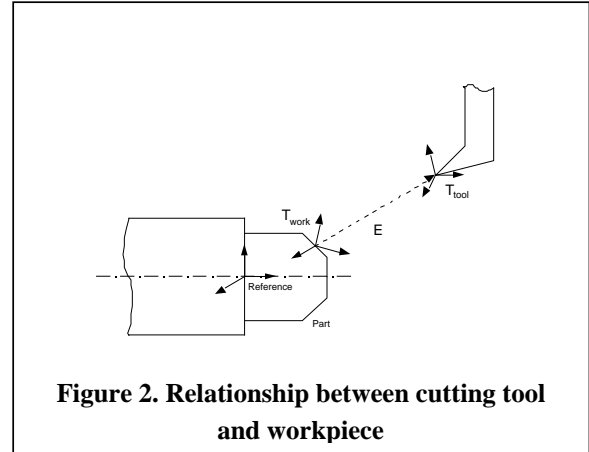 T_work
T_tool
E
Reference
Part
Figure 2. Relationship between cutting tool
and workpiece